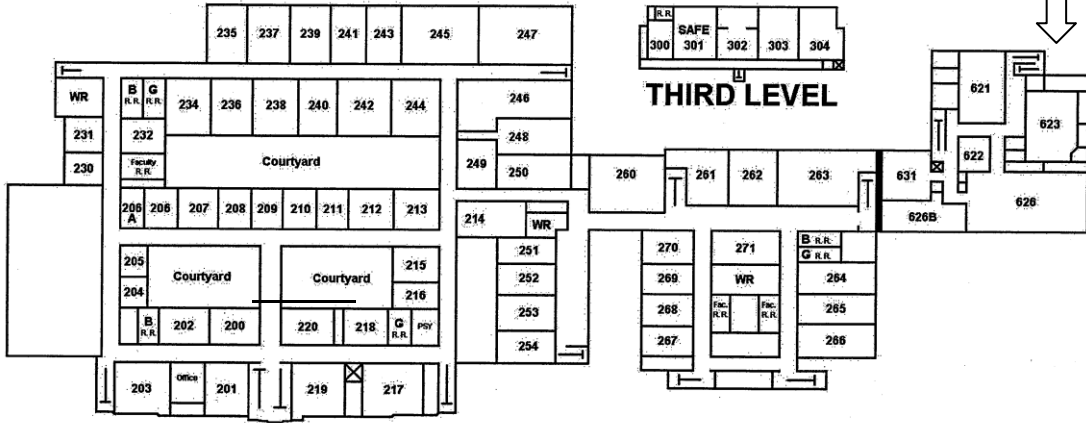 235 237 239 241 243 245 247
R.R.
300 SAFE 301 302 303 304
THIRD LEVEL
WR
B R.R. G R.R. 234 236 238 240 242 244
246
621
623
231 232
248
230 Faculty R.R. Courtyard
249 250 260 261 262 263 631 622
206 A 206 207 208 209 210 211 212 213
626
214 WR
626B
205 Courtyard Courtyard 215
251 270 271 B R.R.
G R.R.
204 216
252 269 WR 264
B R.R. 202 200 220 218 G R.R. PSY
253 268 Fac. R.R. Fac. R.R. 265
254 267 266
203 Office 201 219 217